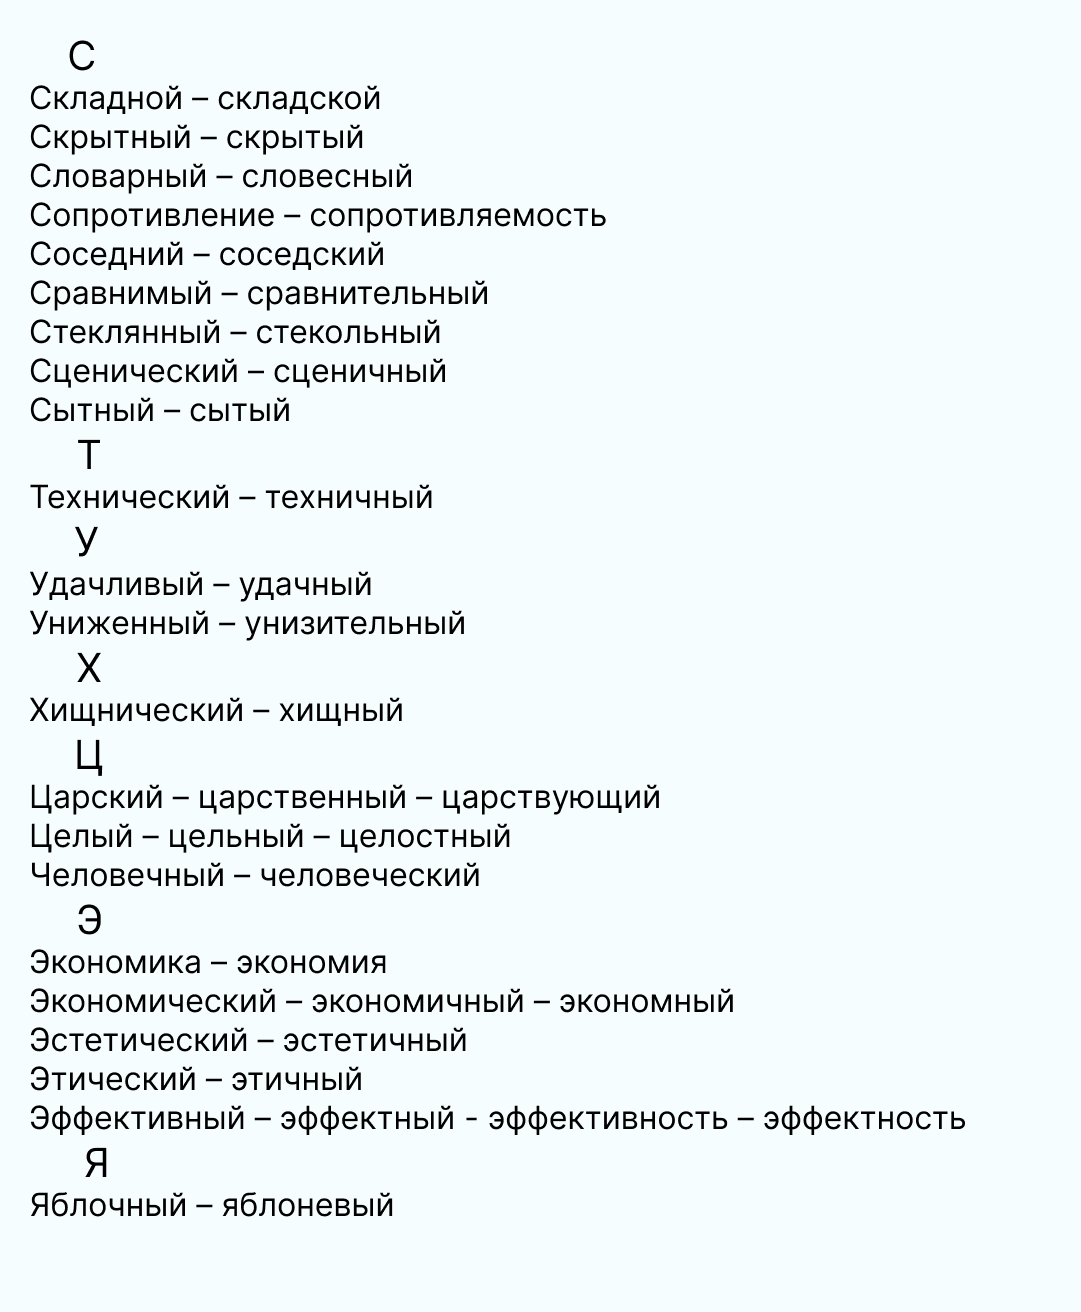 С
Складной – складской
Скрытный – скрытый
Словарный – словесный
Сопротивление – сопротивляемость
Соседний – соседский
Сравнимый – сравнительный
Стеклянный – стекольный
Сценический – сценичный
Сытный – сытый
Т
Технический – техничный
У
Удачливый – удачный
Униженный – унизительный
Х
Хищнический – хищный
Ц
Царский – царственный – царствующий
Целый – цельный – целостный
Человечный – человеческий
Э
Экономика – экономия
Экономический – экономичный – экономный
Эстетический – эстетичный
Этический – этичный
Эффективный – эффектный - эффективность – эффектность
Я
Яблочный – яблоневый